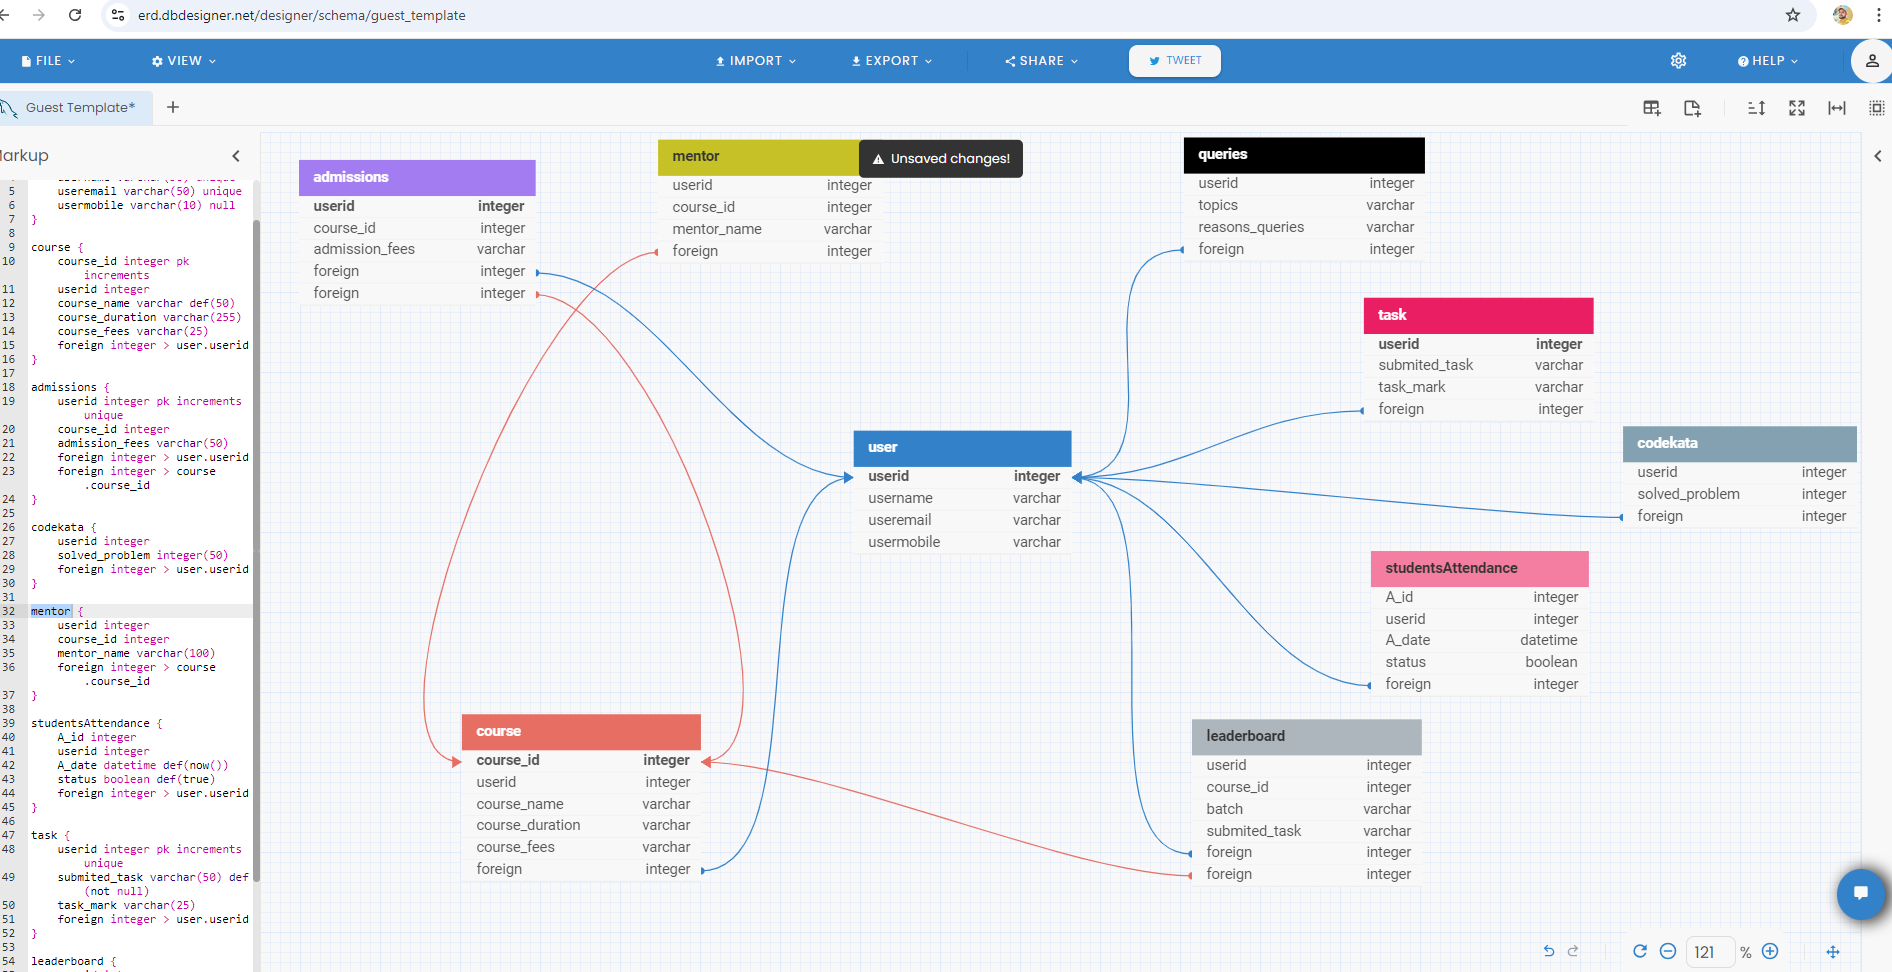 erd.dbdesigner.net/designer/schema/guest_template
FILE
VIEW
IMPORT
EXPORT
SHARE
TWEET
HELP
Guest Template*
+
arkup
5 useremail varchar(50) unique
6 usermobile varchar(10) null
7 }
8
9 course {
10 course_id integer pk
increments
11 userid integer
12 course_name varchar def(50)
13 course_duration varchar(255)
14 course_fees varchar(25)
15 foreign integer > user.userid
16 }
17
18 admissions {
19 userid integer pk increments
unique
20 course_id integer
21 admission_fees varchar(50)
22 foreign integer > user.userid
23 foreign integer > course
.course_id
24 }
25
26 codekata {
27 userid integer
28 solved_problem integer(50)
29 foreign integer > user.userid
30 }
31
32 mentor {
33 userid integer
34 course_id integer
35 mentor_name varchar(100)
36 foreign integer > course
.course_id
37 }
38
39 studentsAttendance {
40 A_id integer
41 userid integer
42 A_date datetime def(now())
43 status boolean def(true)
44 foreign integer > user.userid
45 }
46
47 task {
48 userid integer pk increments
unique
49 submited_task varchar(50) def
(not null)
50 task_mark varchar(25)
51 foreign integer > user.userid
52 }
53
54 leaderboard {
admissions
userid integer
course_id integer
admission_fees varchar
foreign integer
foreign integer
mentor
userid integer
course_id integer
mentor_name varchar
foreign integer
Unsaved changes!
queries
userid integer
topics varchar
reasons_queries varchar
foreign integer
task
userid integer
submited_task varchar
task_mark varchar
foreign integer
user
userid integer
username varchar
useremail varchar
usermobile varchar
codekata
userid integer
solved_problem integer
foreign integer
studentsAttendance
A_id integer
userid integer
A_date datetime
status boolean
foreign integer
course
course_id integer
userid integer
course_name varchar
course_duration varchar
course_fees varchar
foreign integer
leaderboard
userid integer
course_id integer
batch varchar
submited_task varchar
foreign integer
foreign integer
121 %